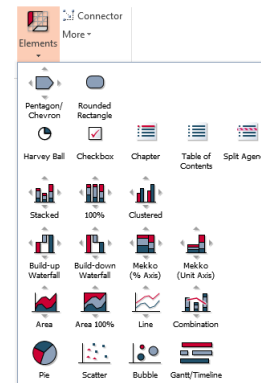 Connector
Elements
More
Pentagon/ Rounded
Chevron Rectangle
Harvey Ball Checkbox Chapter Table of Split Agen
Contents
Stacked 100% Clustered
Build-up Build-down Mekko Mekko
Waterfall Waterfall (% Axis) (Unit Axis)
Area Area 100% Line Combination
Pie Scatter Bubble Gantt/Timeline